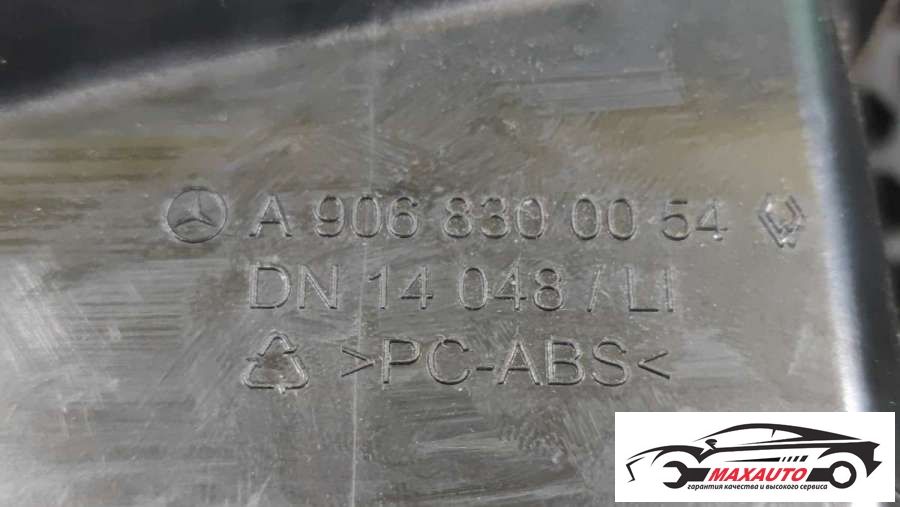 A 906 830 00 54
DN 14 048 / LI
>PC-ABS<
MAXAUTO
гарантия качества и высокого сервиса